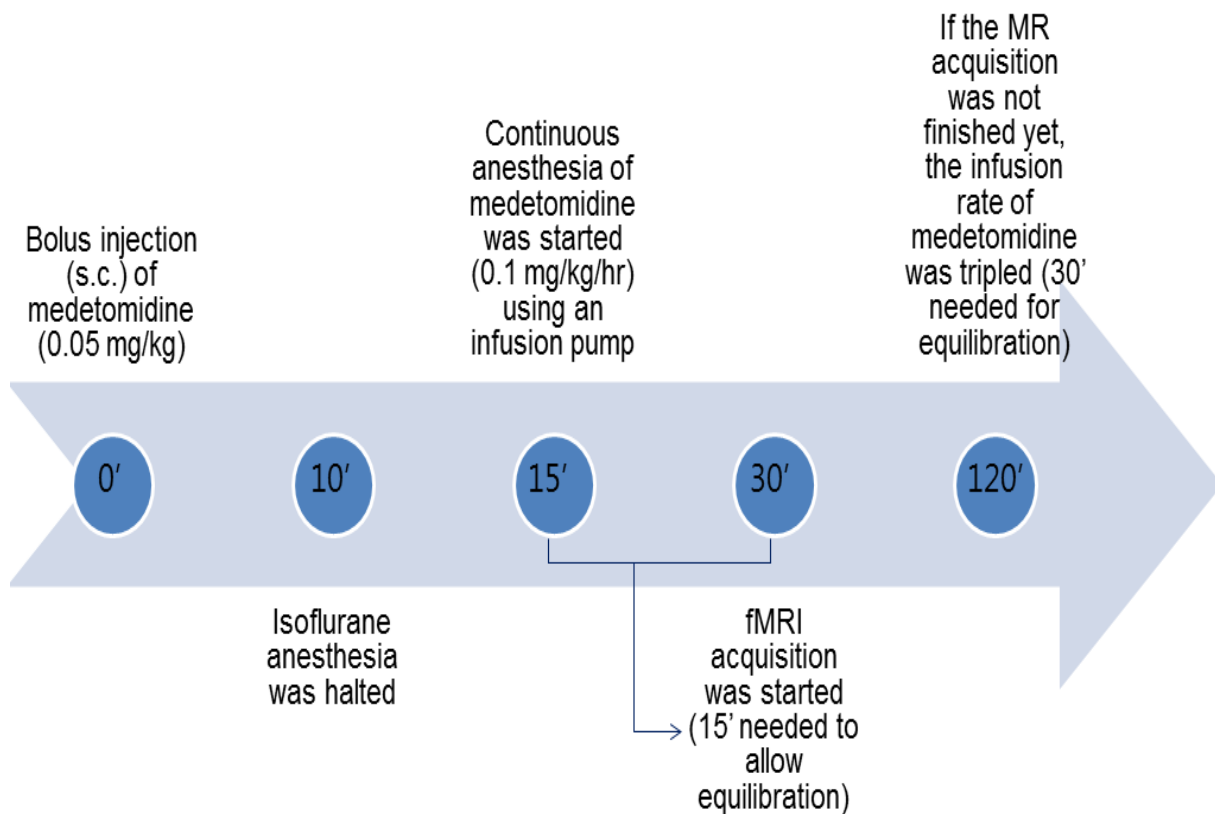 Bolus injection
(s.c.) of
medetomidine
(0.05 mg/kg)
Continuous
anesthesia of
medetomidine
was started
(0.1 mg/kg/hr)
using an
infusion pump
If the MR
acquisition
was not
finished yet,
the infusion
rate of
medetomidine
was tripled (30’
needed for
equilibration)
0′
10′
15′
30′
120′
Isoflurane
anesthesia
was halted
fMRI
acquisition
was started
(15’ needed to
allow
equilibration)